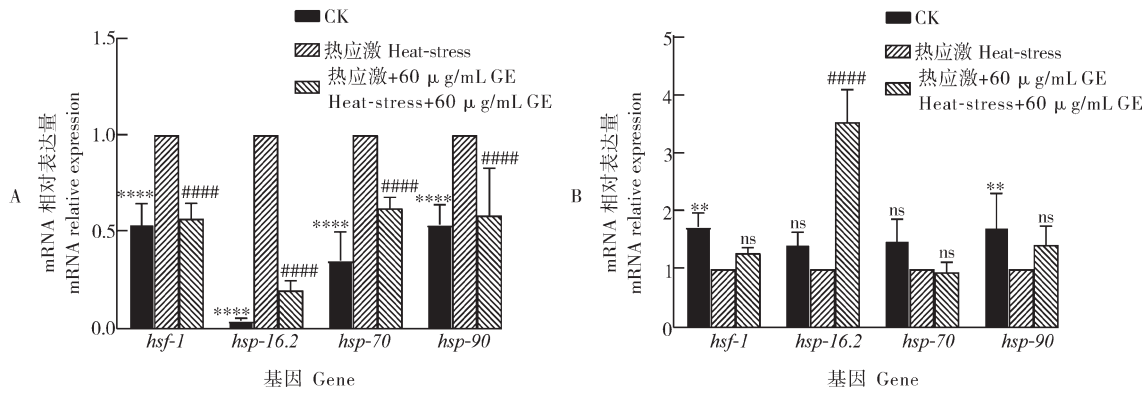 A
mRNA 相对表达量
mRNA relative expression
1.5
1.0
0.5
0.0
CK
热应激 Heat-stress
热应激+60 μg/mL GE
Heat-stress+60 μg/mL GE
**** #### **** #### **** #### **** ####
hsf-1 hsp-16.2 hsp-70 hsp-90
基因 Gene
B
mRNA 相对表达量
mRNA relative expression
5
4
3
2
1
0
CK
热应激 Heat-stress
热应激+60 μg/mL GE
Heat-stress+60 μg/mL GE
** ns ns #### ns ns ** ns
hsf-1 hsp-16.2 hsp-70 hsp-90
基因 Gene